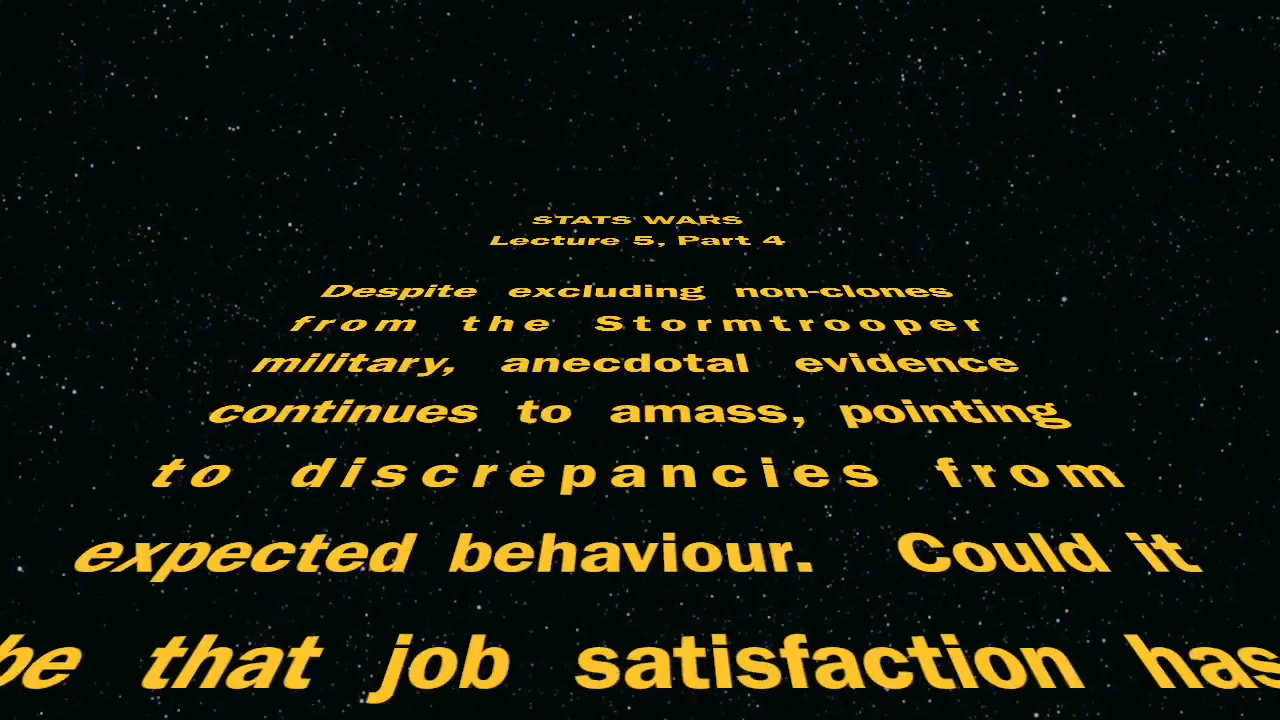 STATS WARS
Lecture 5, Part 4
Despite excluding non-clones
from the Stormtrooper
military, anecdotal evidence
continues to amass, pointing
to discrepancies from
expected behaviour. Could it
be that job satisfaction has